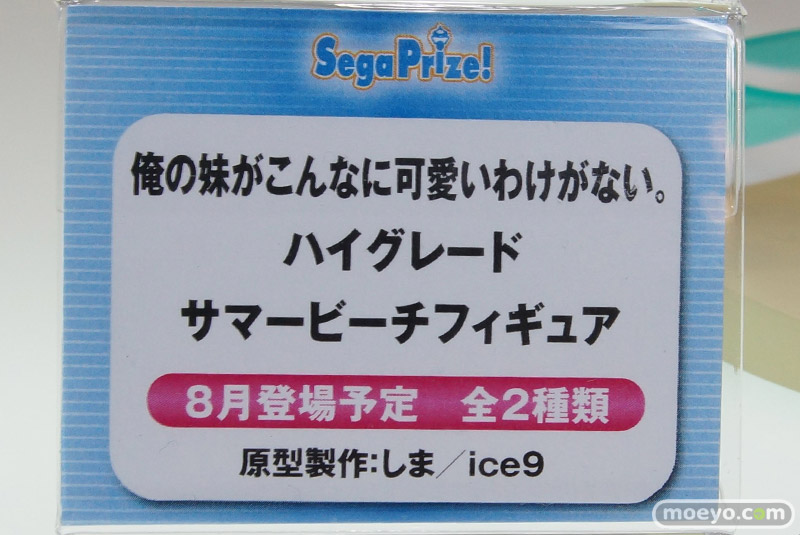 SegaPrize!
俺の妹がこんなに可愛いわけがない。
ハイグレード
サマービーチフィギュア
8月登場予定 全2種類
原型製作:しま/ice9
moeyo.com